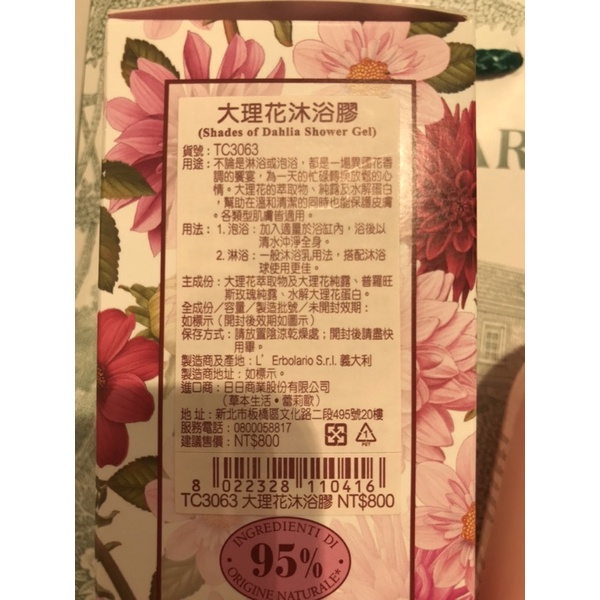 大理花沐浴膠
(Shades of Dahlia Shower Gel)
貨號：TC3063
用途：不論是淋浴或泡浴，都是一場異國花香
調的饗宴，為一天的忙碌轉換放鬆的心
情。大理花的萃取物、純露及水解蛋白
，幫助在溫和清潔的同時也能保護皮膚
。各類型肌膚皆適用。
用法：1. 泡浴：加入適量於浴缸內，浴後以
清水沖淨全身。
2. 淋浴：一般沐浴乳用法，搭配沐浴
球使用更佳。
主成份：大理花萃取物及大理花純露、普羅旺
斯玫瑰純露、水解大理花蛋白。
全成份／容量／製造批號／未開封效期：
如標示（開封後效期如圖示）
保存方式：請放置陰涼乾燥處；開封後請盡快
用畢。
製造商及產地：L' Erbolario S.r.l. 義大利
製造商地址：如標示。
進口商：日日商業股份有限公司
（草本生活・蕾莉歐）
地 址：新北市板橋區文化路二段495號20樓
服務電話：0800058817
建議售價：NT$800
1
PET
8 022328 110416
TC3063 大理花沐浴膠 NT$800
INGREDIENTI DI
95%
ORIGINE NATURALE*
AR